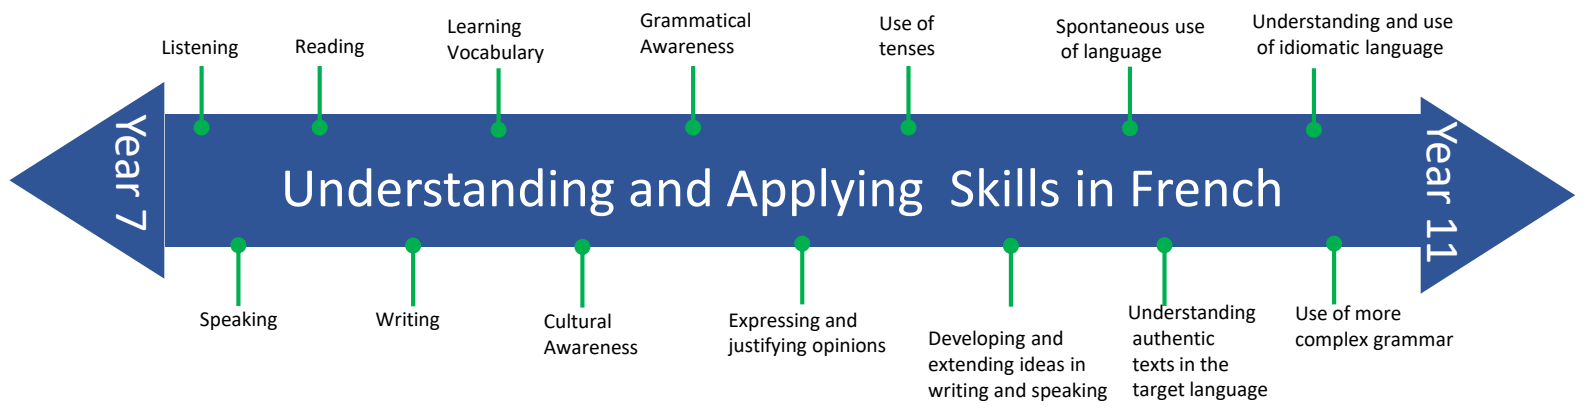 Listening
Reading
Learning
Vocabulary
Grammatical
Awareness
Use of
tenses
Spontaneous use
of language
Understanding and use
of idiomatic language
Year 7
Understanding and Applying Skills in French
Year 11
Speaking
Writing
Cultural
Awareness
Expressing and
justifying opinions
Developing and
extending ideas in
writing and speaking
Understanding
authentic
texts in the
target language
Use of more
complex grammar